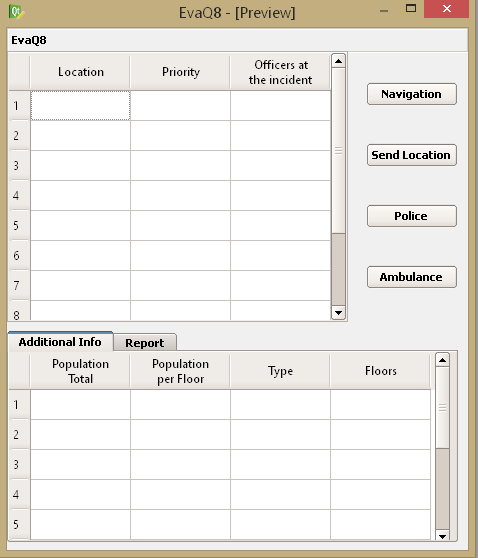 Qt EvaQ8 - [Preview]
EvaQ8
Location Priority Officers at
the incident
1
2
3
4
5
6
7
8
Navigation
Send Location
Police
Ambulance
Additional Info Report
Population
Total
Population
per Floor
Type
Floors
1
2
3
4
5